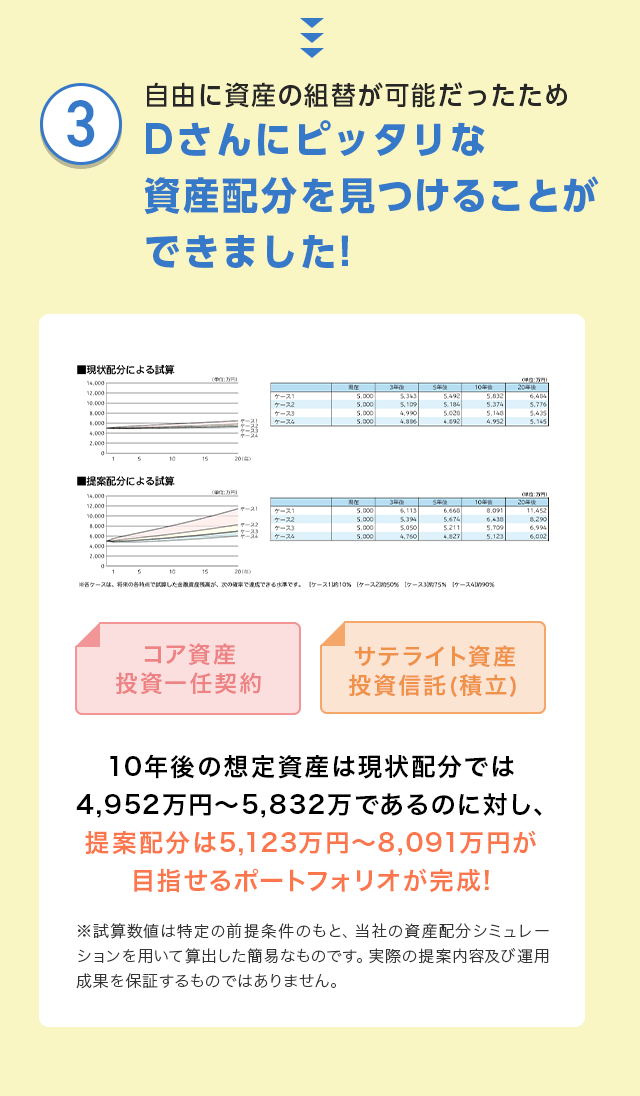 3
自由に資産の組替が可能だったため
Dさんにピッタリな
資産配分を見つけることが
できました!
■現状配分による試算
(単位:万円)
14,000
12,000
10,000
8,000
6,000
4,000
2,000
0
1 5 10 15 20(年)
ケース1
ケース2
ケース3
ケース4
(単位:万円)
現在 3年後 5年後 10年後 20年後
ケース1 5,000 5,343 5,492 5,832 6,484
ケース2 5,000 5,109 5,184 5,374 5,776
ケース3 5,000 4,990 5,028 5,148 5,435
ケース4 5,000 4,886 4,892 4,952 5,145
■提案配分による試算
(単位:万円)
14,000
12,000
10,000
8,000
6,000
4,000
2,000
0
1 5 10 15 20(年)
ケース1
ケース2
ケース3
ケース4
(単位:万円)
現在 3年後 5年後 10年後 20年後
ケース1 5,000 6,113 6,668 8,091 11,452
ケース2 5,000 5,394 5,674 6,438 8,290
ケース3 5,000 5,050 5,211 5,709 6,994
ケース4 5,000 4,760 4,827 5,123 6,002
※各ケースは、将来の各時点で試算した金融資産残高が、次の確率で達成できる水準です。 [ケース1]約10% [ケース2]約50% [ケース3]約75% [ケース4]約90%
コア資産
投資一任契約
サテライト資産
投資信託(積立)
10年後の想定資産は現状配分では
4,952万円〜5,832万であるのに対し、
提案配分は5,123万円〜8,091万円が
目指せるポートフォリオが完成!
※試算数値は特定の前提条件のもと、当社の資産配分シミュレー
ションを用いて算出した簡易なものです。実際の提案内容及び運用
成果を保証するものではありません。